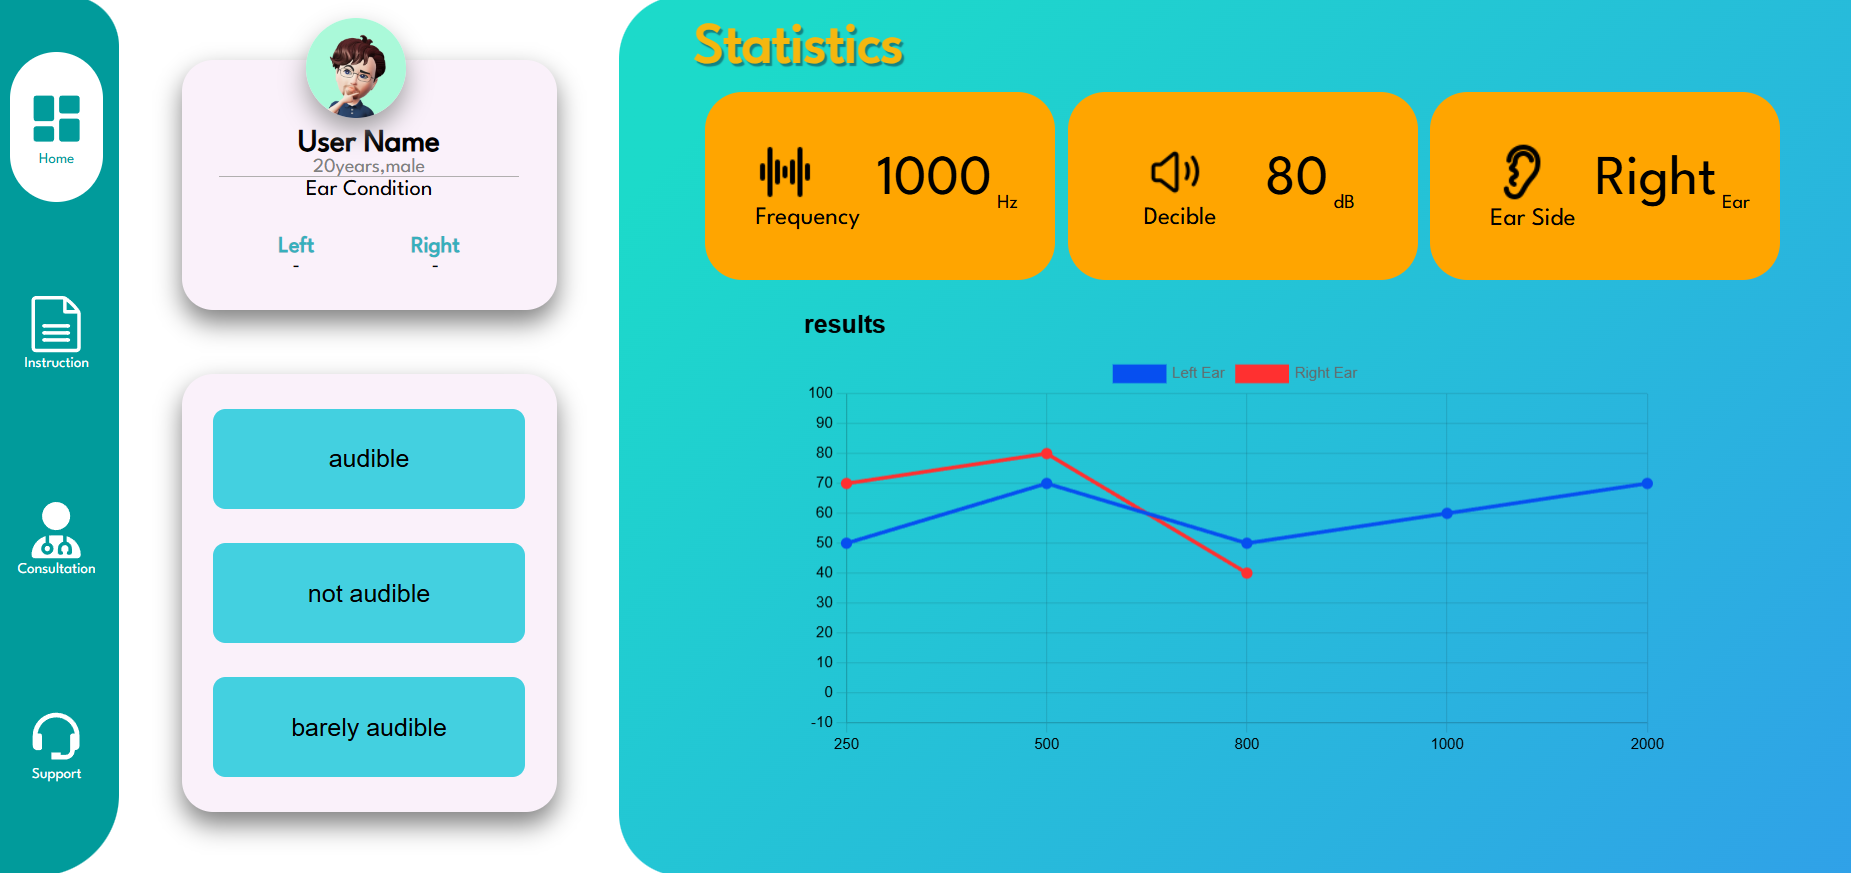 Home
Instruction
Consultation
Support
User Name
20years,male
Ear Condition
Left Right
- -
audible
not audible
barely audible
Statistics
1000 Hz
Frequency
80 dB
Decible
Right Ear
Ear Side
results
Left Ear Right Ear
100
90
80
70
60
50
40
30
20
10
0
-10
250 500 800 1000 2000